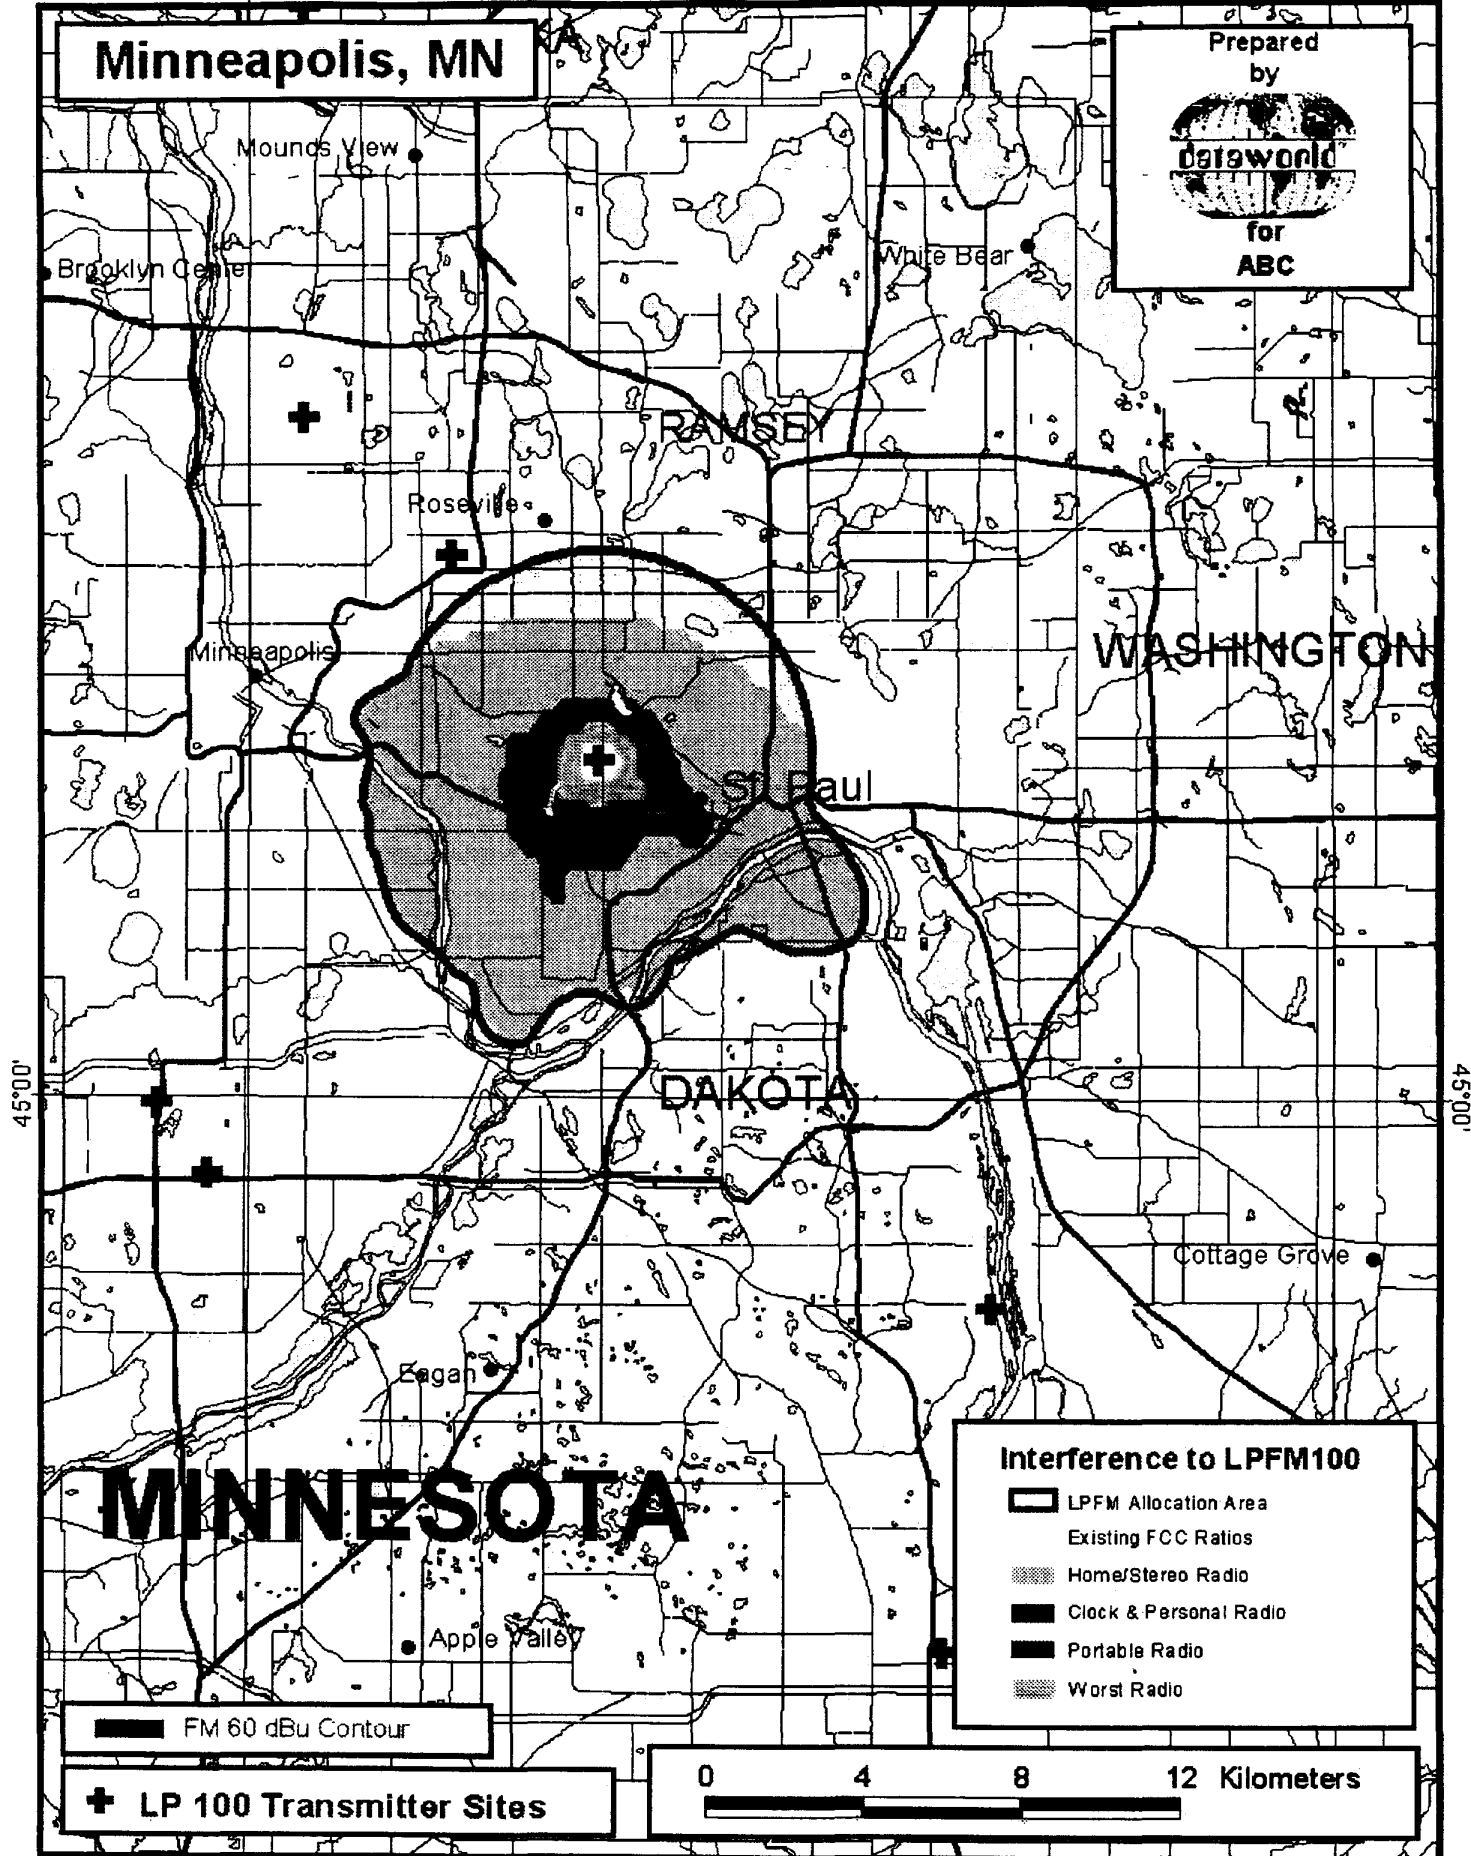 Minneapolis, MN
Prepared
by
dataworld
for
ABC
Mounds View
Brooklyn Center
White Bear
RAMSEY
Roseville
WASHINGTON
Minneapolis
St. Paul
45°00'
45°00'
DAKOTA
Cottage Grove
Eagan
MINNESOTA
Apple Valley
Interference to LPFM100
LPFM Allocation Area
Existing FCC Ratios
Home/Stereo Radio
Clock & Personal Radio
Portable Radio
Worst Radio
FM 60 dBu Contour
LP 100 Transmitter Sites
0 4 8 12 Kilometers